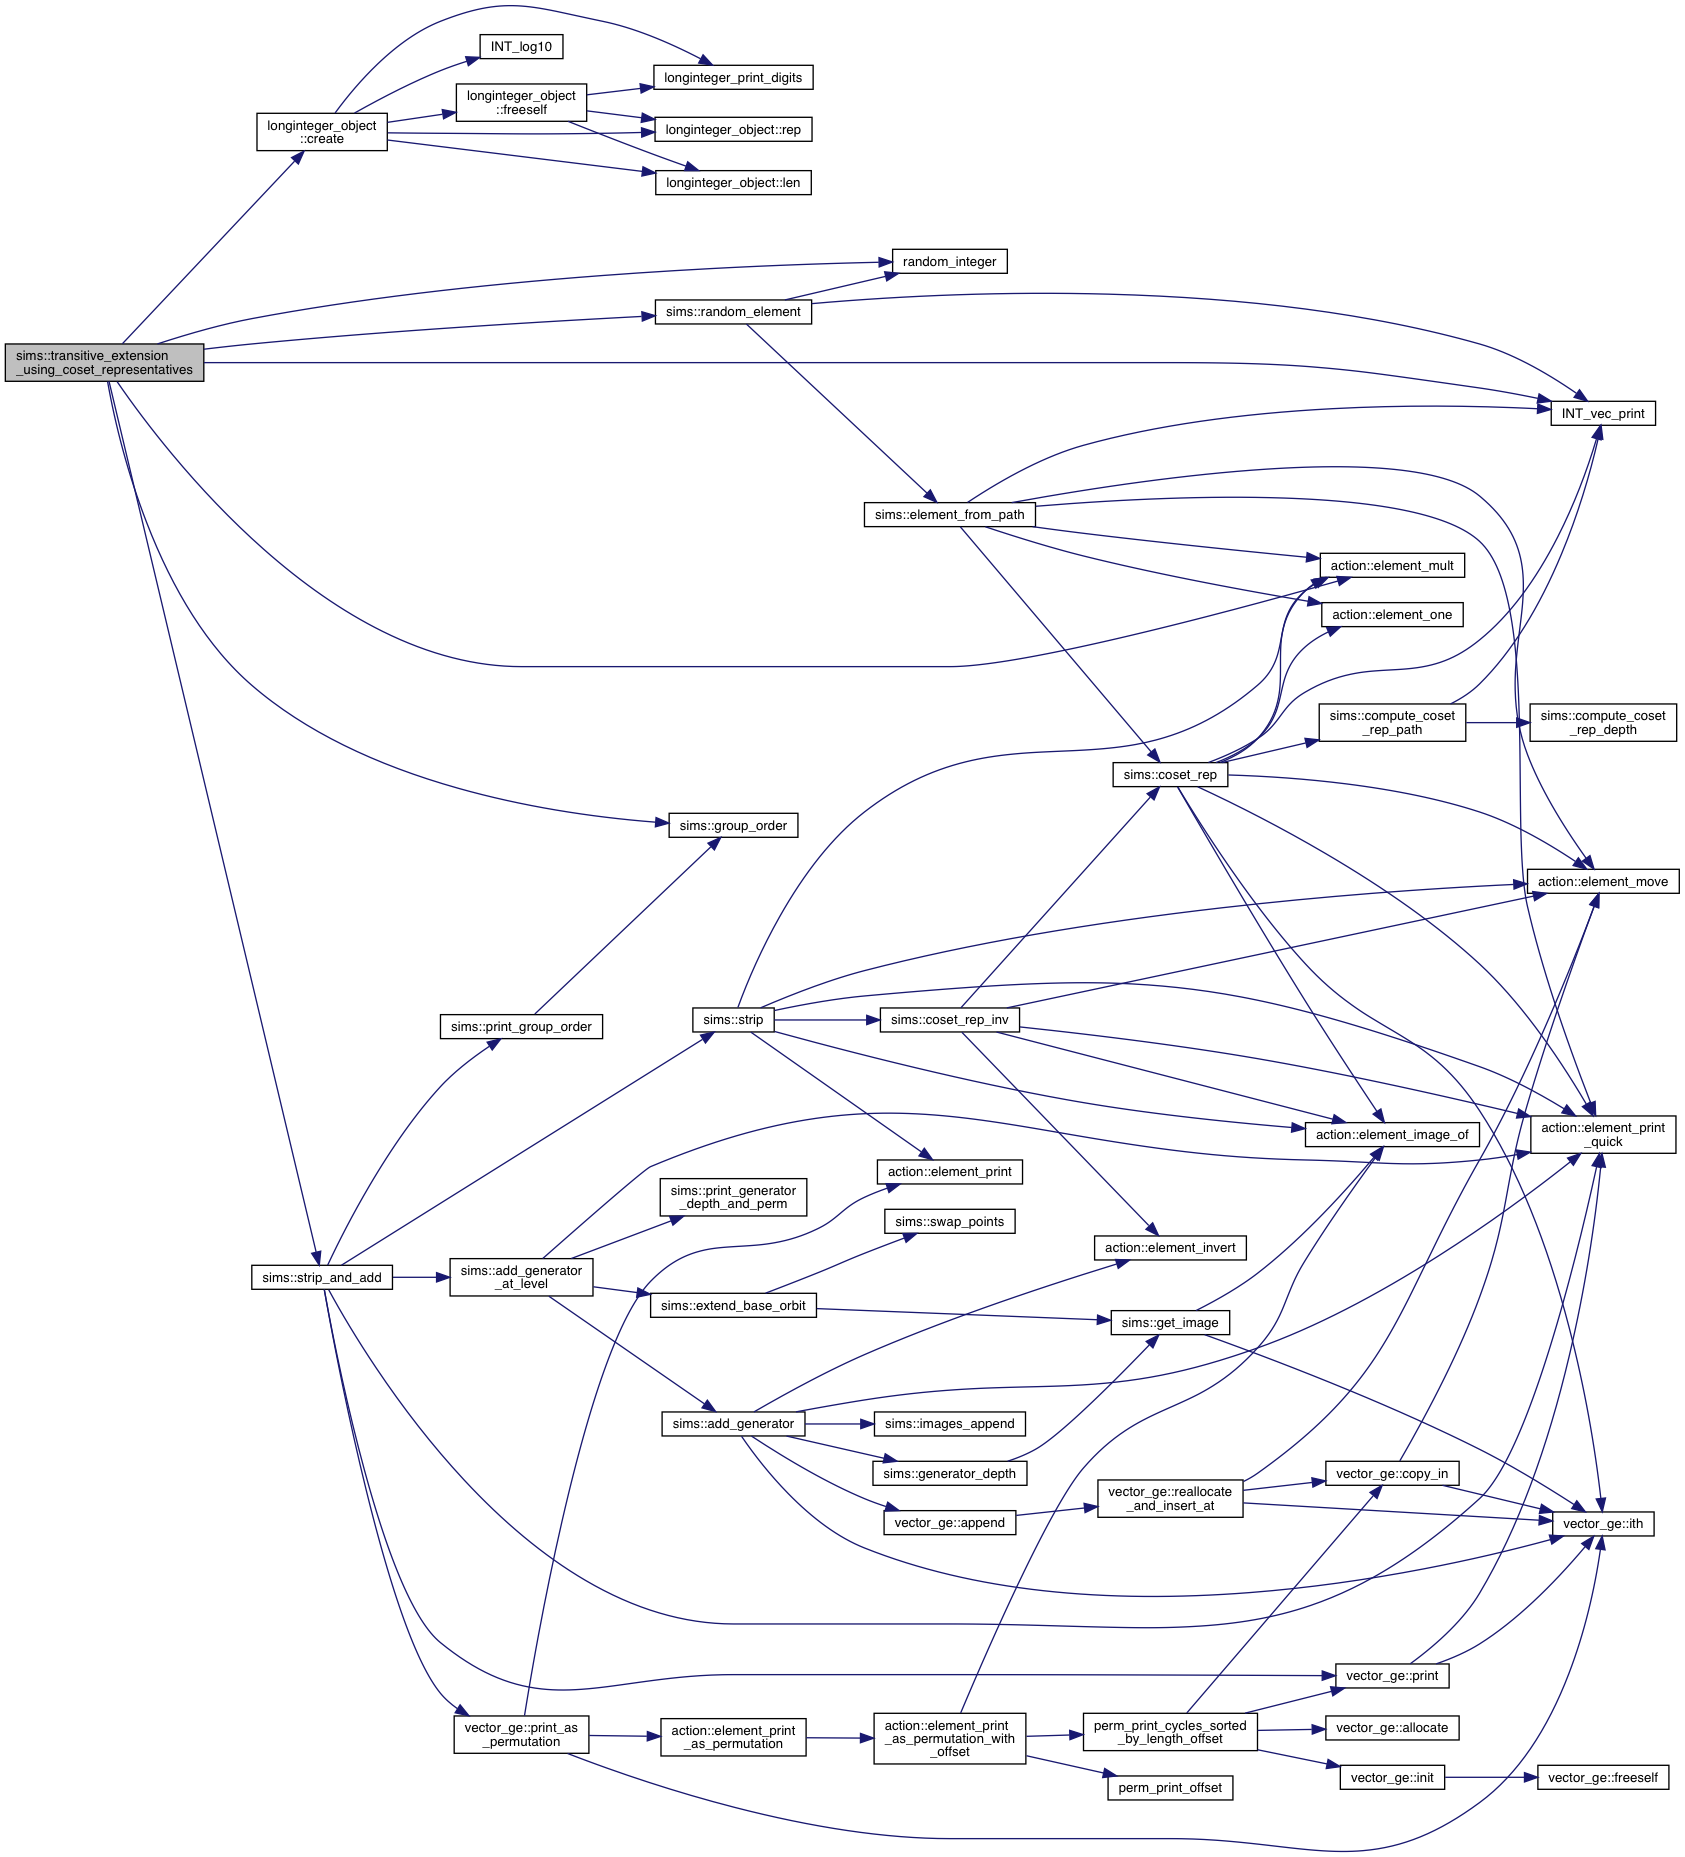 INT_log10
longinteger_print_digits
longinteger_object
::freeself
longinteger_object
::create
longinteger_object::rep
longinteger_object::len
random_integer
sims::random_element
sims::transitive_extension
_using_coset_representatives
INT_vec_print
sims::element_from_path
action::element_mult
action::element_one
sims::compute_coset
_rep_path
sims::compute_coset
_rep_depth
sims::coset_rep
sims::group_order
action::element_move
sims::print_group_order
sims::strip
sims::coset_rep_inv
action::element_image_of
action::element_print
_quick
action::element_print
sims::print_generator
_depth_and_perm
sims::swap_points
action::element_invert
sims::strip_and_add
sims::add_generator
_at_level
sims::extend_base_orbit
sims::get_image
sims::add_generator
sims::images_append
sims::generator_depth
vector_ge::copy_in
vector_ge::reallocate
_and_insert_at
vector_ge::append
vector_ge::ith
vector_ge::print
vector_ge::print_as
_permutation
action::element_print
_as_permutation
action::element_print
_as_permutation_with
_offset
perm_print_cycles_sorted
_by_length_offset
vector_ge::allocate
vector_ge::init
vector_ge::freeself
perm_print_offset